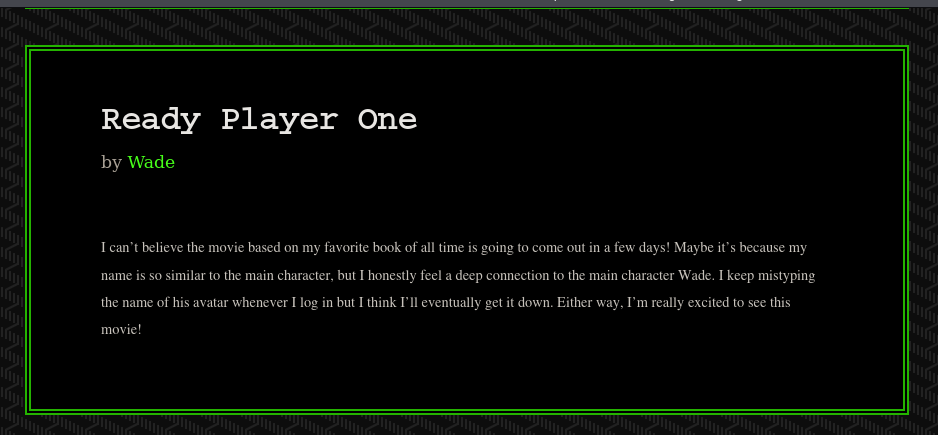 Ready Player One
by Wade
I can’t believe the movie based on my favorite book of all time is going to come out in a few days! Maybe it’s because my
name is so similar to the main character, but I honestly feel a deep connection to the main character Wade. I keep mistyping
the name of his avatar whenever I log in but I think I’ll eventually get it down. Either way, I’m really excited to see this
movie!